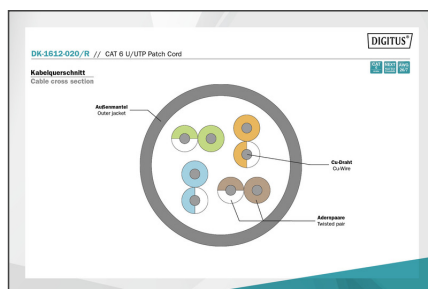 DIGITUS®
DK-1612-020/R // CAT 6 U/UTP Patch Cord
Kabelquerschnitt
Cable cross section
Außenmantel
Outer jacket
Cu-Draht
Cu-Wire
Aderspaare
Twisted pair